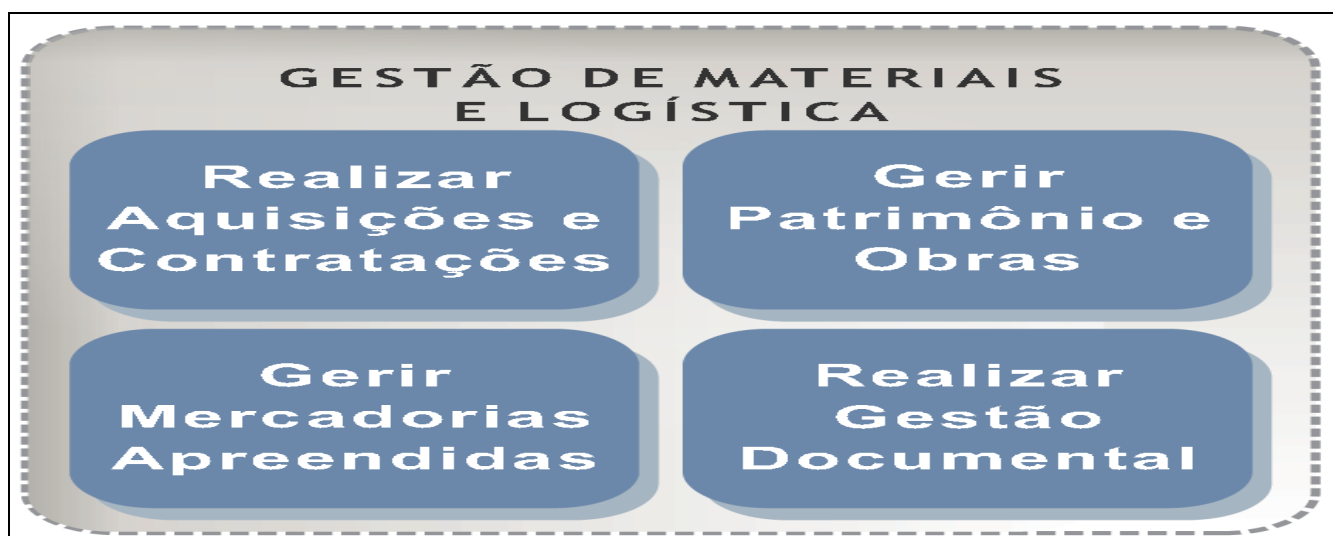 GESTÃO DE MATERIAIS
E LOGÍSTICA
Realizar
Aquisições e
Contratações
Gerir
Patrimônio e
Obras
Gerir
Mercadorias
Apreendidas
Realizar
Gestão
Documental